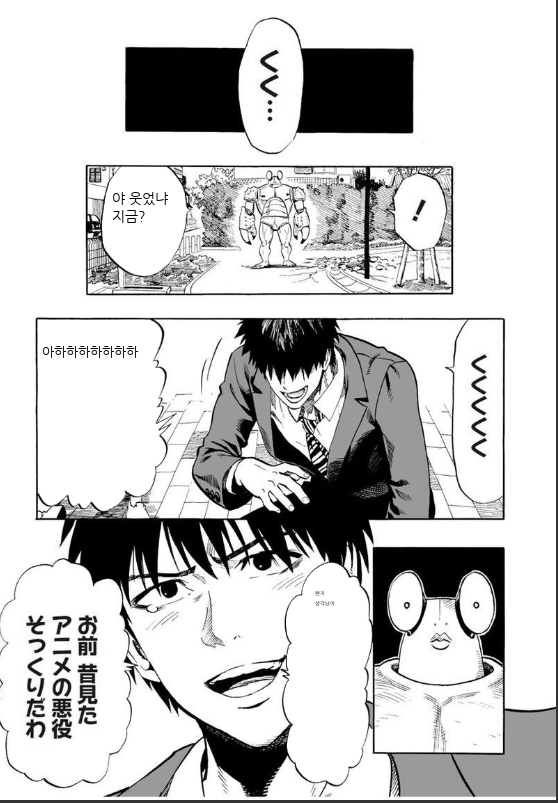 くく…
!
야 웃었냐
지금?
くくくくくく
아하하하하하하하
뭔지
생각났어
お前 昔見た
アニメの悪役
そっくりだわ